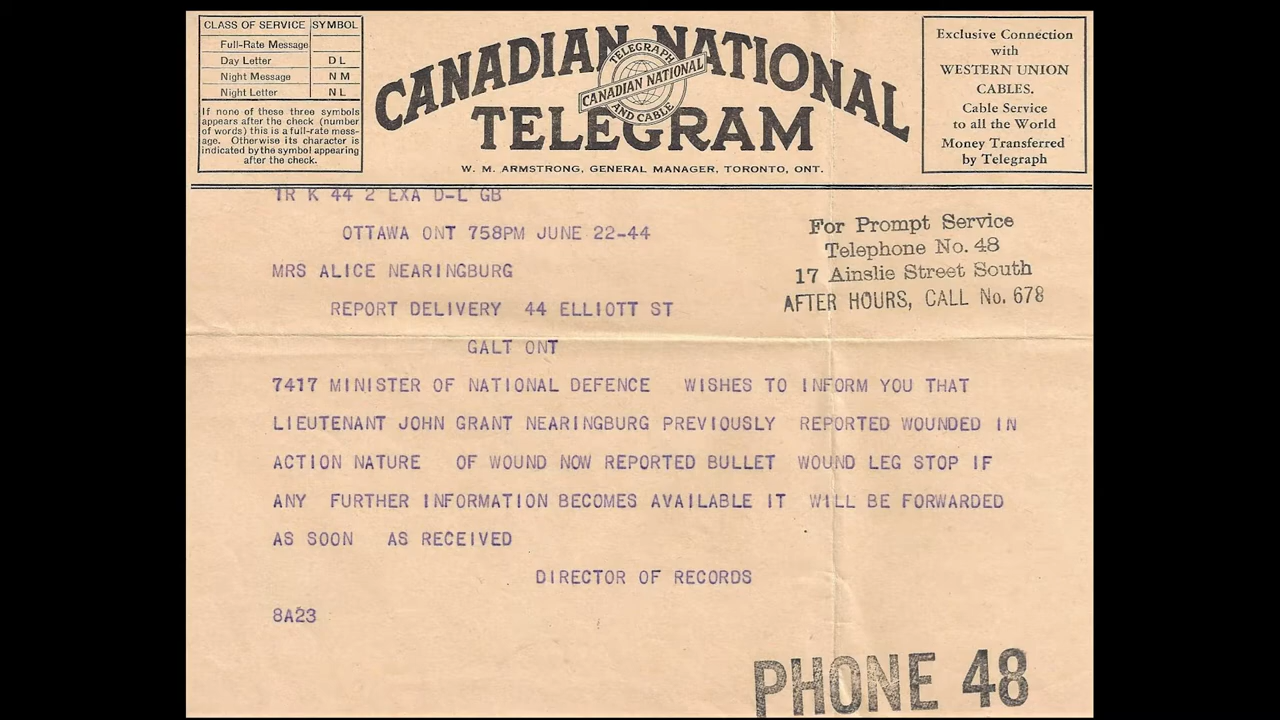 CLASS OF SERVICE SYMBOL
Full-Rate Message
Day Letter D L
Night Message N M
Night Letter N L
If none of these three symbols
appears after the check (number
of words) this is a full-rate mess-
age. Otherwise its character is
indicated by the symbol appearing
after the check.
CANADIAN NATIONAL
TELEGRAPH
CANADIAN NATIONAL
AND CABLE
TELEGRAM
W. M. ARMSTRONG, GENERAL MANAGER, TORONTO, ONT.
Exclusive Connection
with
WESTERN UNION
CABLES.
Cable Service
to all the World
Money Transferred
by Telegraph
1R K 44 2 EXA D-L GB
OTTAWA ONT 758PM JUNE 22-44
MRS ALICE NEARINGBURG
REPORT DELIVERY 44 ELLIOTT ST
GALT ONT
For Prompt Service
Telephone No. 48
17 Ainslie Street South
AFTER HOURS, CALL No. 678
7417 MINISTER OF NATIONAL DEFENCE WISHES TO INFORM YOU THAT
LIEUTENANT JOHN GRANT NEARINGBURG PREVIOUSLY REPORTED WOUNDED IN
ACTION NATURE OF WOUND NOW REPORTED BULLET WOUND LEG STOP IF
ANY FURTHER INFORMATION BECOMES AVAILABLE IT WILL BE FORWARDED
AS SOON AS RECEIVED
DIRECTOR OF RECORDS
8A23
PHONE 48